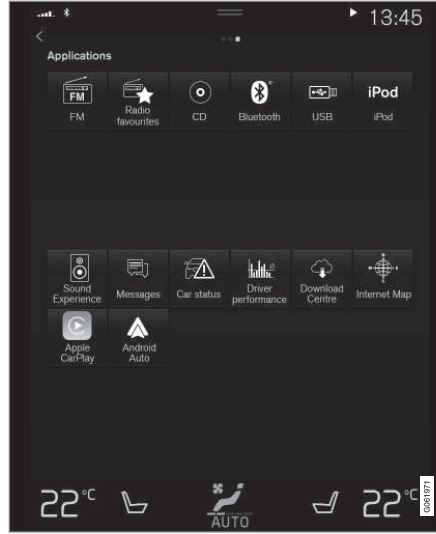 13:45
Applications
FM
iPod
FM
Radio
favourites
CD
Bluetooth
USB
iPod
Sound
Experience
Messages
Car status
Driver
performance
Download
Centre
Internet Map
Apple
CarPlay
Android
Auto
22°C
AUTO
22°C
G061971